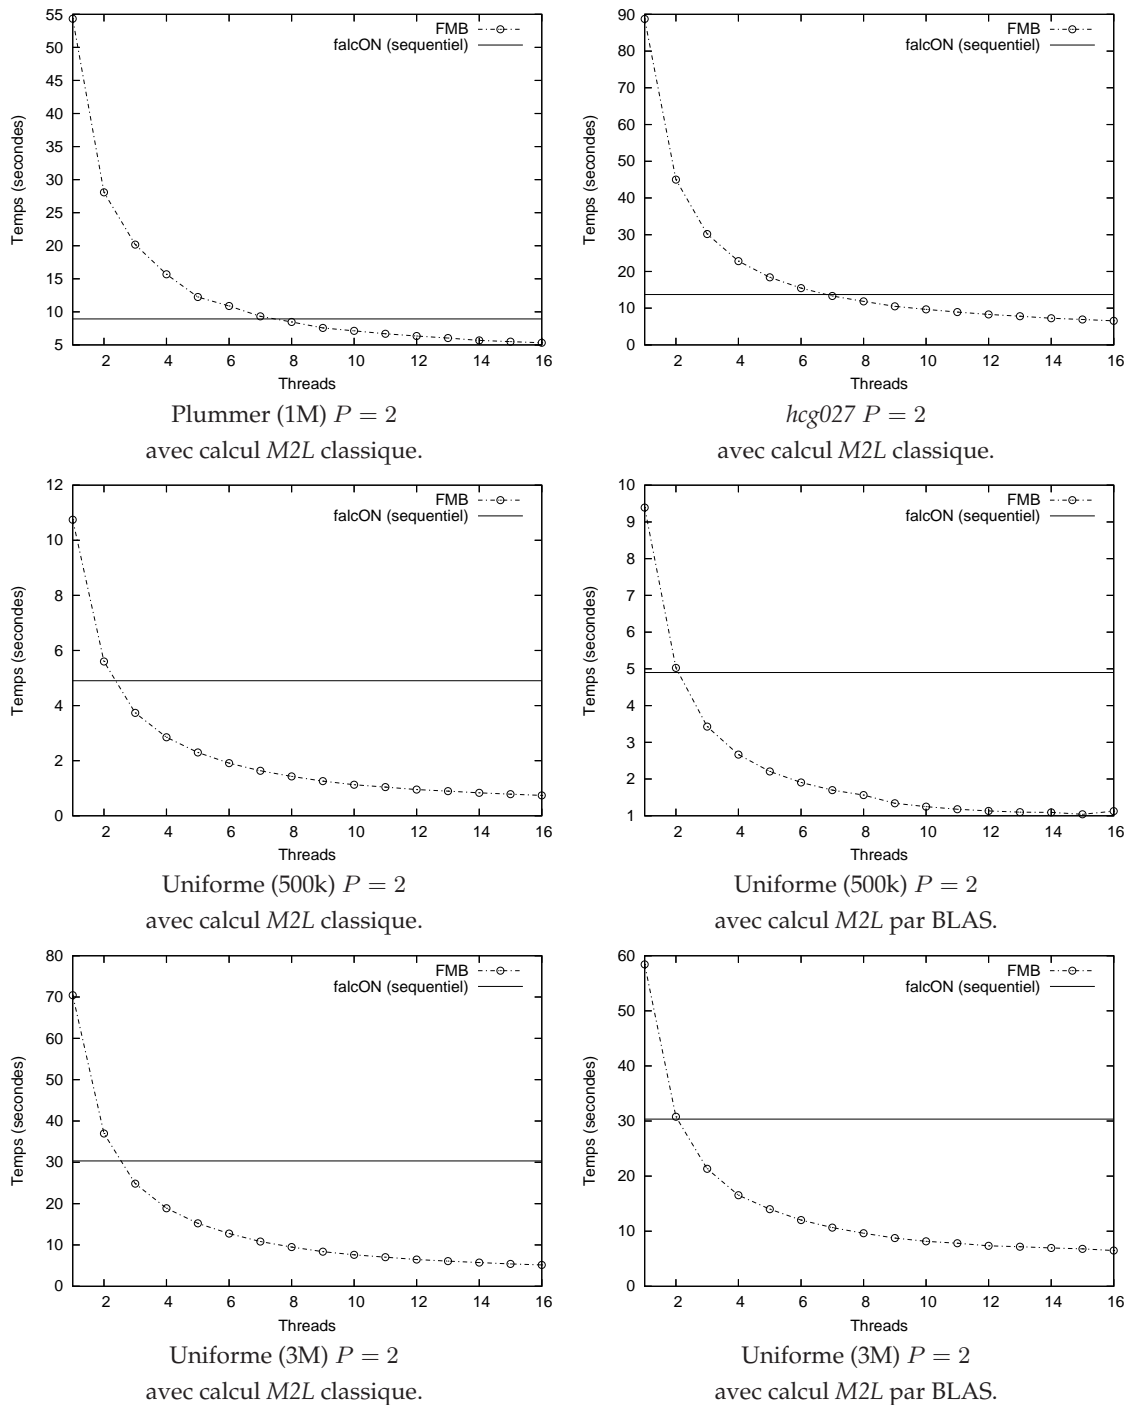 55
50
45
40
35
30
25
20
15
10
5
Temps (secondes)
FMB
falcON (sequentiel)
2 4 6 8 10 12 14 16
Threads
Plummer (1M) P = 2
avec calcul M2L classique.
90
80
70
60
50
40
30
20
10
0
Temps (secondes)
FMB
falcON (sequentiel)
2 4 6 8 10 12 14 16
Threads
hcg027 P = 2
avec calcul M2L classique.
12
10
8
6
4
2
0
Temps (secondes)
FMB
falcON (sequentiel)
2 4 6 8 10 12 14 16
Threads
Uniforme (500k) P = 2
avec calcul M2L classique.
10
9
8
7
6
5
4
3
2
1
Temps (secondes)
FMB
falcON (sequentiel)
2 4 6 8 10 12 14 16
Threads
Uniforme (500k) P = 2
avec calcul M2L par BLAS.
80
70
60
50
40
30
20
10
0
Temps (secondes)
FMB
falcON (sequentiel)
2 4 6 8 10 12 14 16
Threads
Uniforme (3M) P = 2
avec calcul M2L classique.
60
50
40
30
20
10
0
Temps (secondes)
FMB
falcON (sequentiel)
2 4 6 8 10 12 14 16
Threads
Uniforme (3M) P = 2
avec calcul M2L par BLAS.